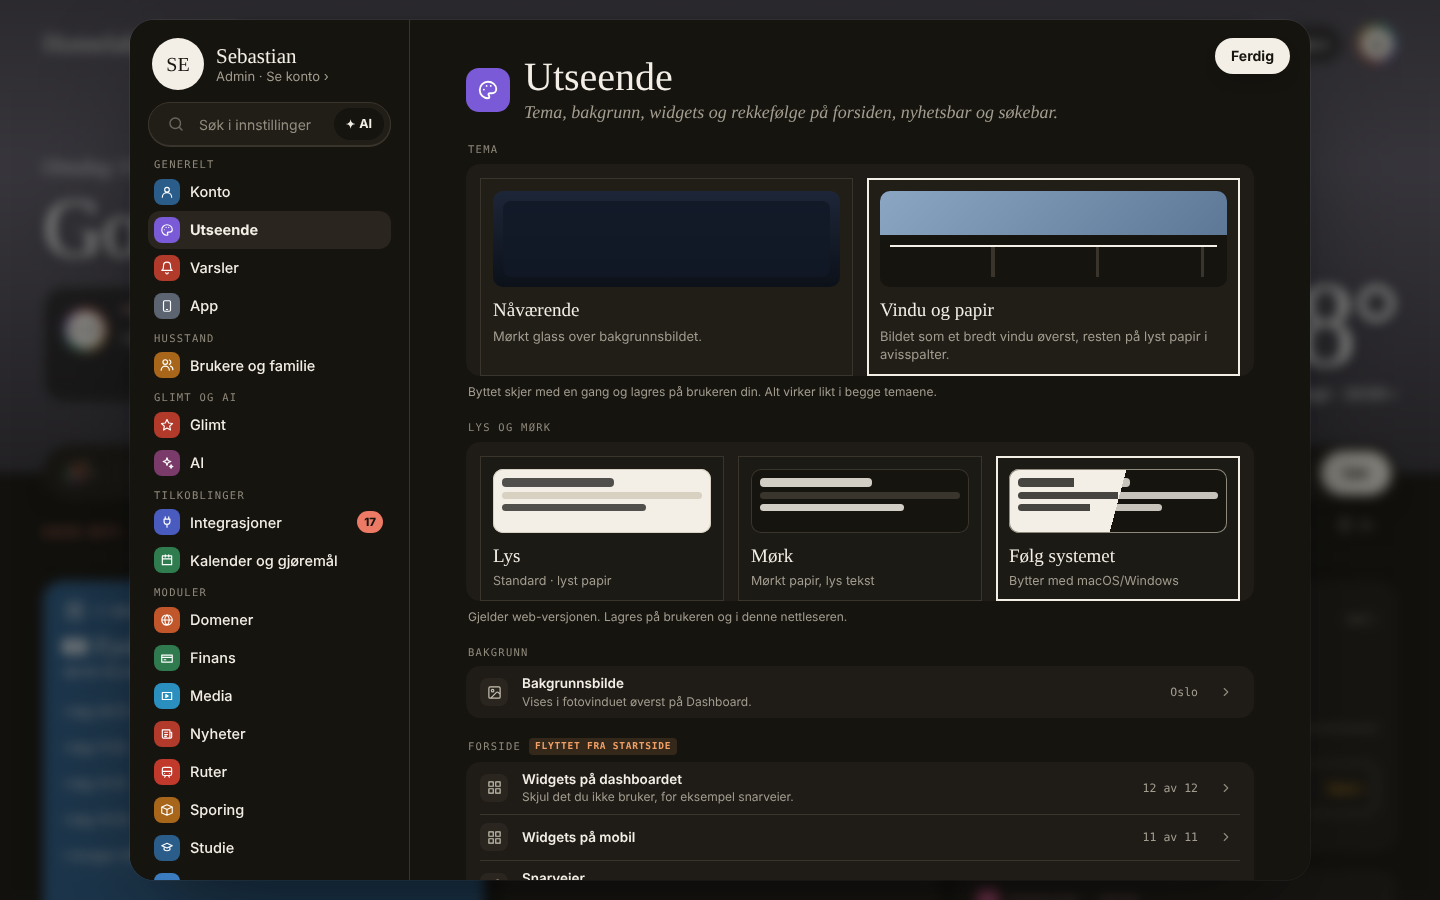 SE
Sebastian
Admin · Se konto ›
Søk i innstillinger
✦ AI
GENERELT
Konto
Utseende
Varsler
App
HUSSTAND
Brukere og familie
GLIMT OG AI
Glimt
AI
TILKOBLINGER
Integrasjoner
17
Kalender og gjøremål
MODULER
Domener
Finans
Media
Nyheter
Ruter
Sporing
Studie
Ferdig
Utseende
Tema, bakgrunn, widgets og rekkefølge på forsiden, nyhetsbar og søkebar.
TEMA
Nåværende
Mørkt glass over bakgrunnsbildet.
Vindu og papir
Bildet som et bredt vindu øverst, resten på lyst papir i
avisspalter.
Byttet skjer med en gang og lagres på brukeren din. Alt virker likt i begge temaene.
LYS OG MØRK
Lys
Standard · lyst papir
Mørk
Mørkt papir, lys tekst
Følg systemet
Bytter med macOS/Windows
Gjelder web-versjonen. Lagres på brukeren og i denne nettleseren.
BAKGRUNN
Bakgrunnsbilde
Vises i fotovinduet øverst på Dashboard.
Oslo
FORSIDE
FLYTTET FRA STARTSIDE
Widgets på dashboardet
Skjul det du ikke bruker, for eksempel snarveier.
12 av 12
Widgets på mobil
11 av 11
Snarveier
8°